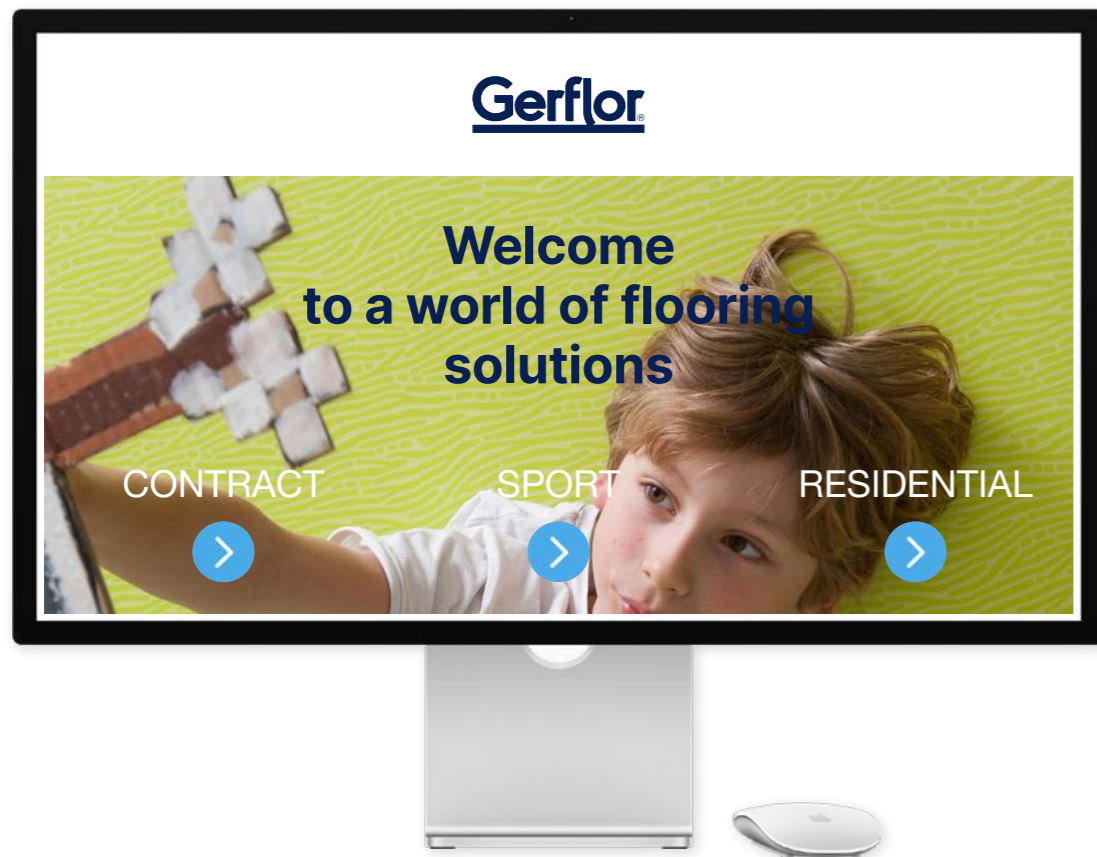 Gerflor®
Welcome
to a world of flooring
solutions
CONTRACT
SPORT
RESIDENTIAL